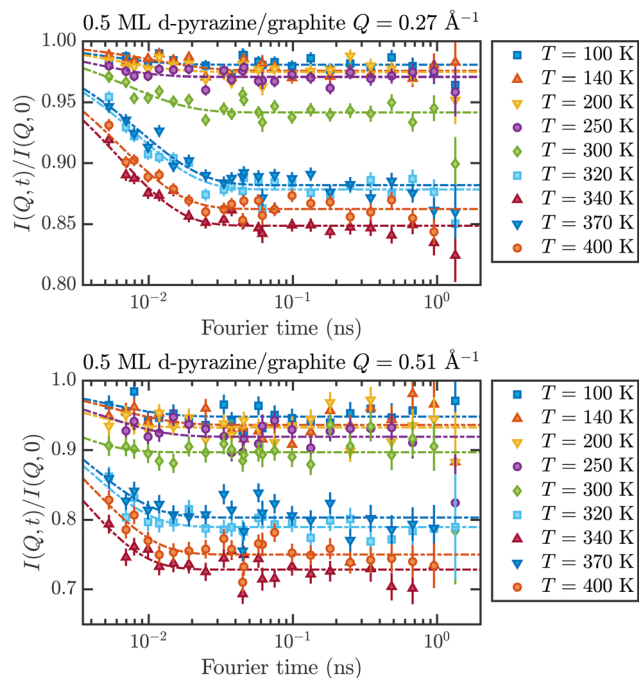 0.5 ML d-pyrazine/graphite Q = 0.27 Å⁻¹
1.00
0.95
0.90
0.85
0.80
I(Q,t)/I(Q,0)
10⁻²
10⁻¹
10⁰
Fourier time (ns)
T = 100 K
T = 140 K
T = 200 K
T = 250 K
T = 300 K
T = 320 K
T = 340 K
T = 370 K
T = 400 K
0.5 ML d-pyrazine/graphite Q = 0.51 Å⁻¹
1.0
0.9
0.8
0.7
I(Q,t)/I(Q,0)
10⁻²
10⁻¹
10⁰
Fourier time (ns)
T = 100 K
T = 140 K
T = 200 K
T = 250 K
T = 300 K
T = 320 K
T = 340 K
T = 370 K
T = 400 K